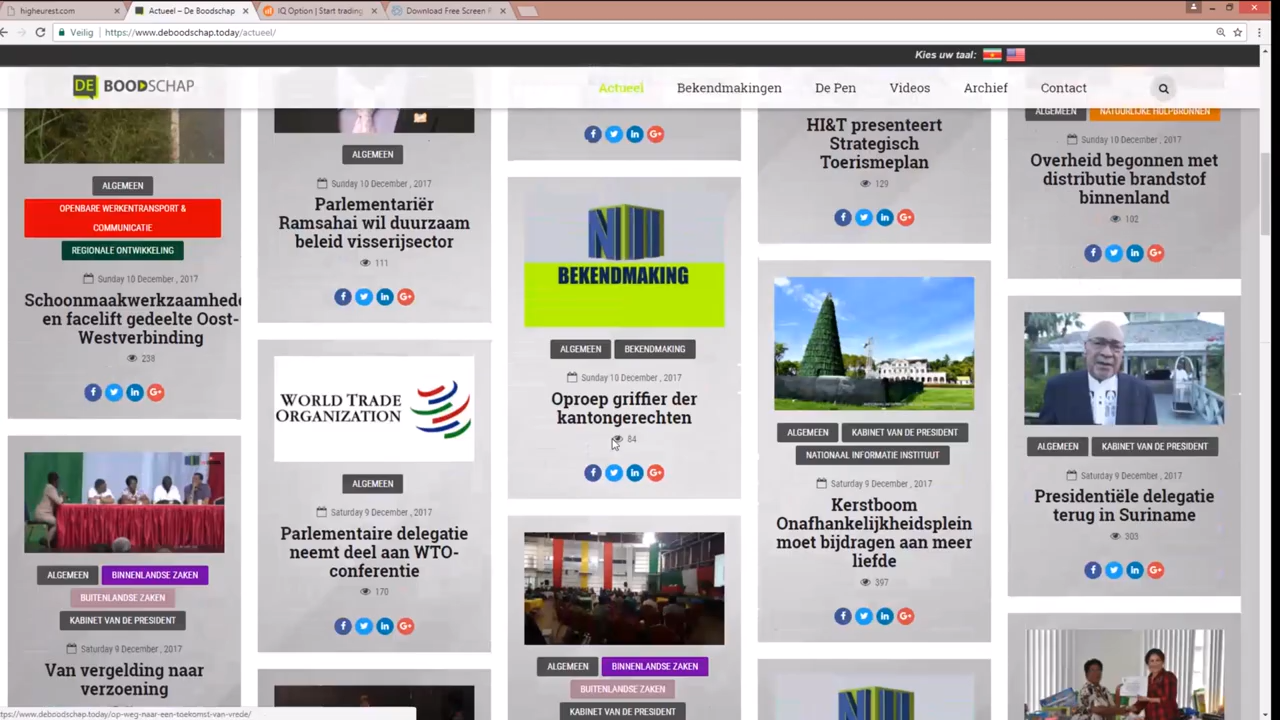 higheurest.com
Actueel – De Boodschap
IQ Option | Start trading
Download Free Screen R
Veilig
https://www.deboodschap.today/actueel/
Kies uw taal:
DE BOODSCHAP
Actueel
Bekendmakingen
De Pen
Videos
Archief
Contact
ALGEMEEN
OPENBARE WERKENTRANSPORT &
COMMUNICATIE
REGIONALE ONTWIKKELING
Sunday 10 December , 2017
Schoonmaakwerkzaamhede
en facelift gedeelte Oost-
Westverbinding
238
ALGEMEEN
BINNENLANDSE ZAKEN
BUITENLANDSE ZAKEN
KABINET VAN DE PRESIDENT
Saturday 9 December , 2017
Van vergelding naar
verzoening
ALGEMEEN
Sunday 10 December , 2017
Parlementariër
Ramsahai wil duurzaam
beleid visserijsector
111
WORLD TRADE
ORGANIZATION
ALGEMEEN
Saturday 9 December , 2017
Parlementaire delegatie
neemt deel aan WTO-
conferentie
170
NII
BEKENDMAKING
ALGEMEEN
BEKENDMAKING
Sunday 10 December , 2017
Oproep griffier der
kantongerechten
84
ALGEMEEN
BINNENLANDSE ZAKEN
BUITENLANDSE ZAKEN
KABINET VAN DE PRESIDENT
HI&T presenteert
Strategisch
Toerismeplan
129
ALGEMEEN
KABINET VAN DE PRESIDENT
NATIONAAL INFORMATIE INSTITUUT
Saturday 9 December , 2017
Kerstboom
Onafhankelijkheidsplein
moet bijdragen aan meer
liefde
397
ALGEMEEN
NATUURLIJKE HULPBRONNEN
Sunday 10 December , 2017
Overheid begonnen met
distributie brandstof
binnenland
102
ALGEMEEN
KABINET VAN DE PRESIDENT
Saturday 9 December , 2017
Presidentiële delegatie
terug in Suriname
303
ttps://www.deboodschap.today/op-weg-naar-een-toekomst-van-vrede/